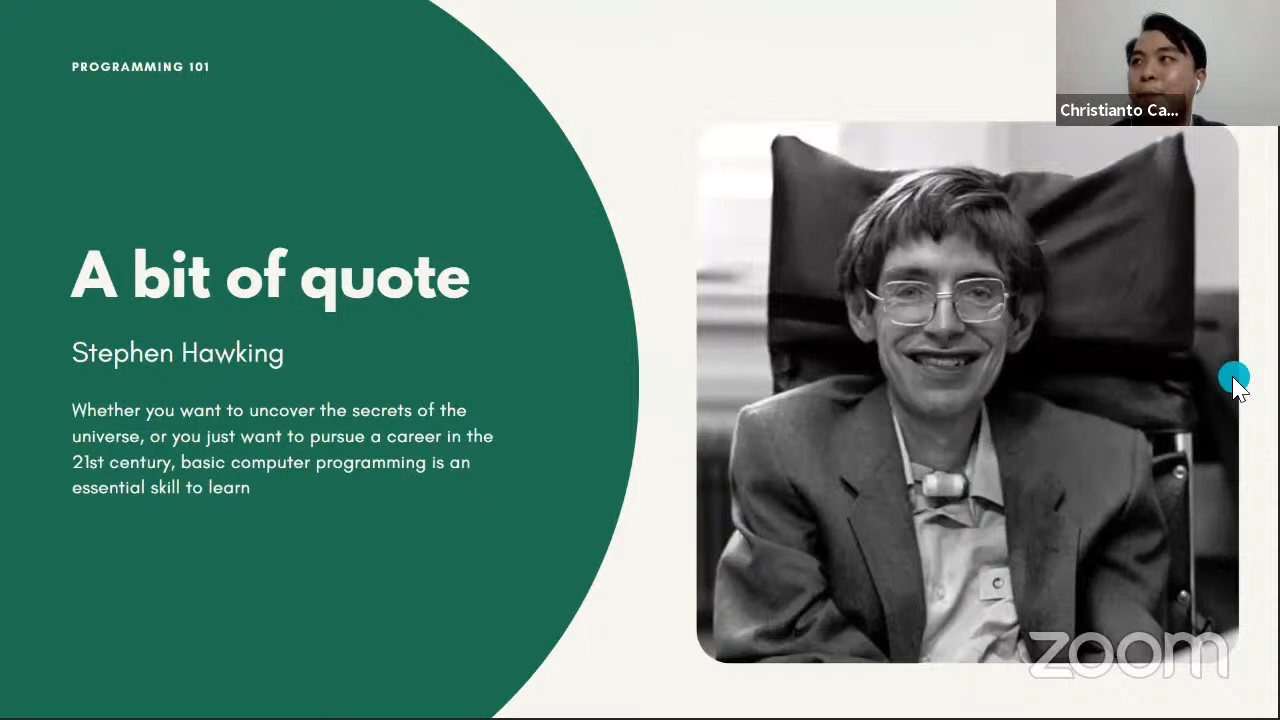 PROGRAMMING 101
Christianto Ca...
A bit of quote
Stephen Hawking
Whether you want to uncover the secrets of the
universe, or you just want to pursue a career in the
21st century, basic computer programming is an
essential skill to learn
zoom